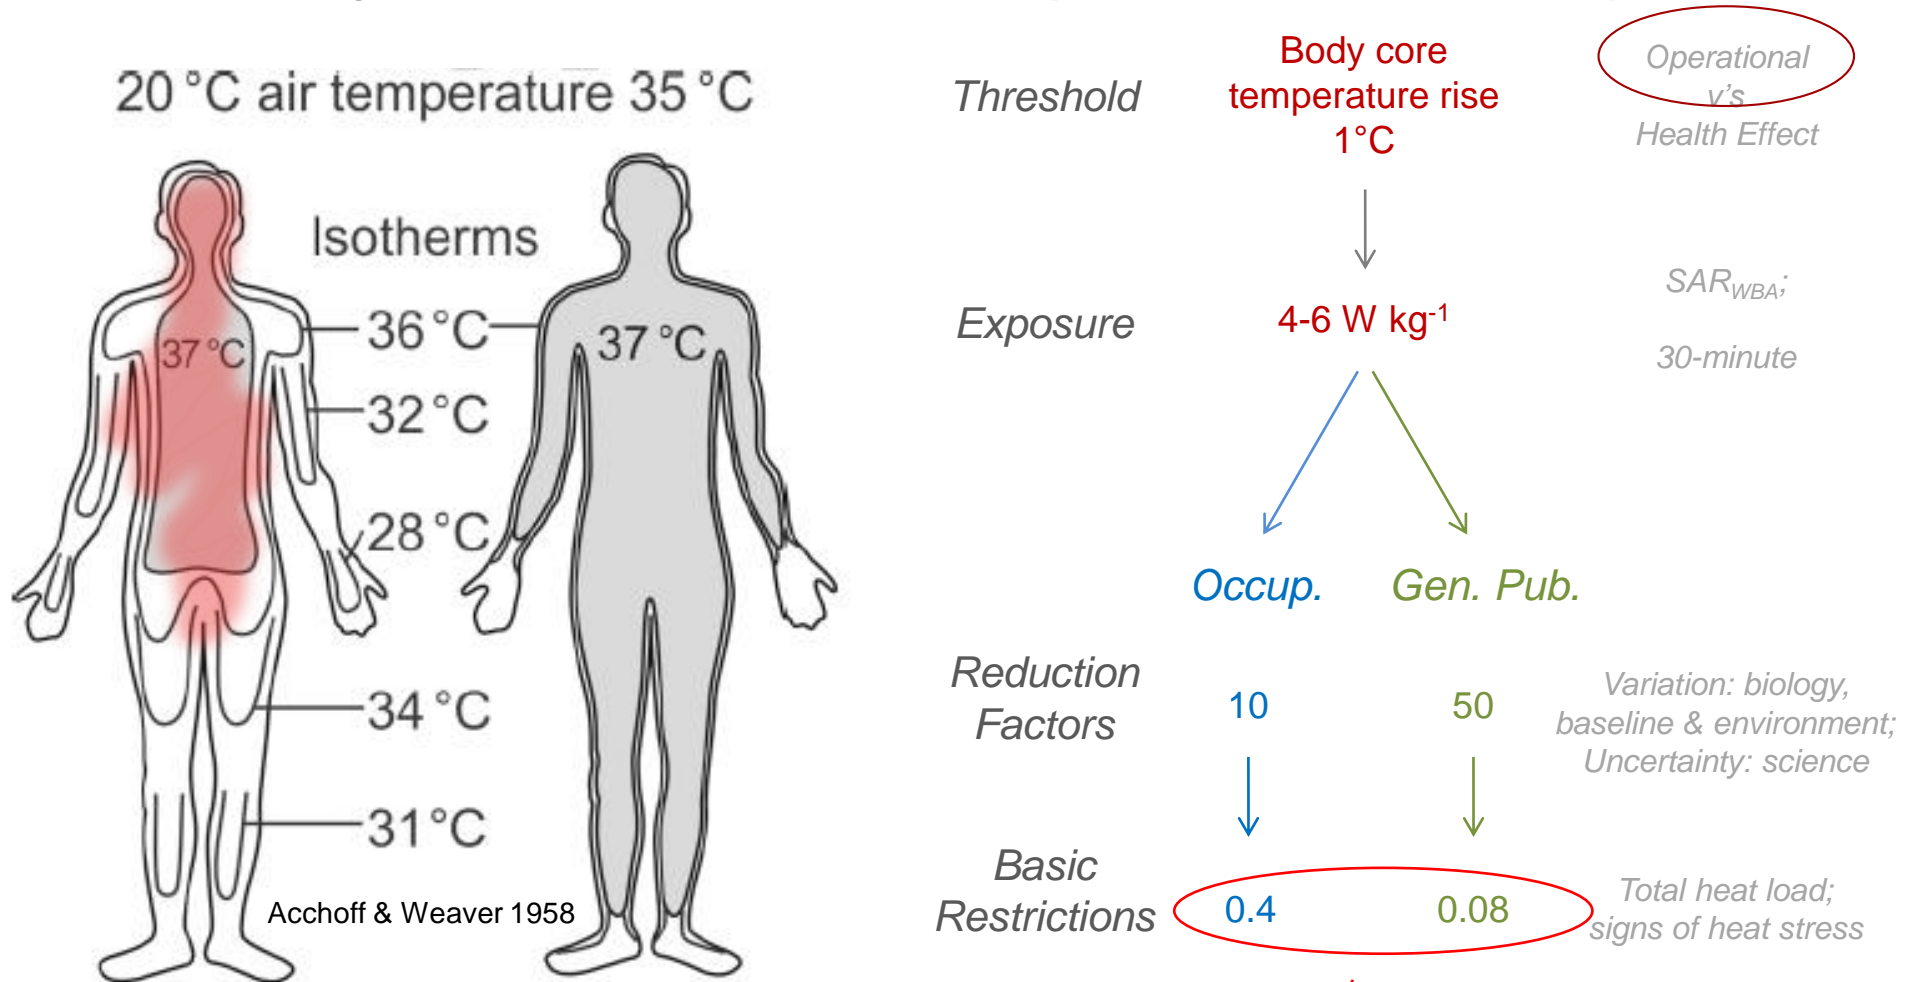 20 °C air temperature 35 °C
Isotherms
36 °C
37 °C
37 °C
32 °C
28 °C
34 °C
31 °C
Acchoff & Weaver 1958
Threshold
Body core
temperature rise
1°C
Operational
v's
Health Effect
Exposure
4-6 W kg-1
SARWBA;
30-minute
Occup.
Gen. Pub.
Reduction
Factors
10
50
Variation: biology,
baseline & environment;
Uncertainty: science
Basic
Restrictions
0.4
0.08
Total heat load;
signs of heat stress